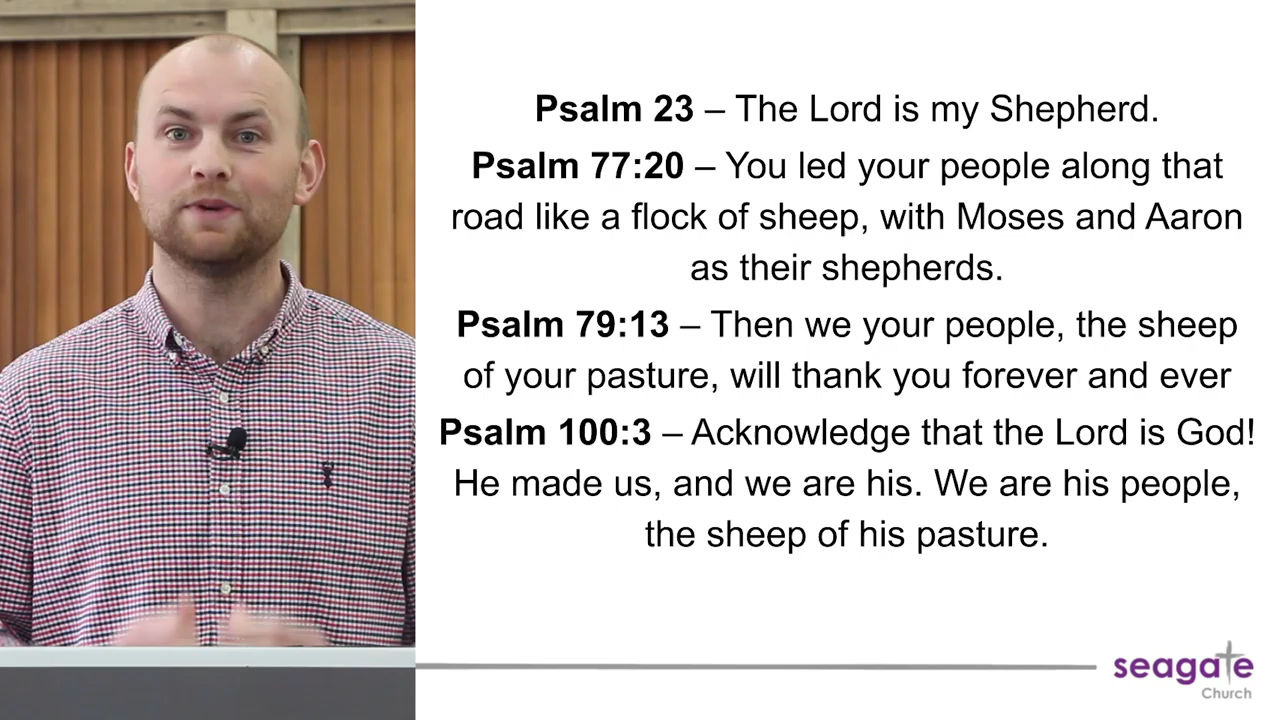 Psalm 23 – The Lord is my Shepherd.
Psalm 77:20 – You led your people along that
road like a flock of sheep, with Moses and Aaron
as their shepherds.
Psalm 79:13 – Then we your people, the sheep
of your pasture, will thank you forever and ever
Psalm 100:3 – Acknowledge that the Lord is God!
He made us, and we are his. We are his people,
the sheep of his pasture.
seagate
Church